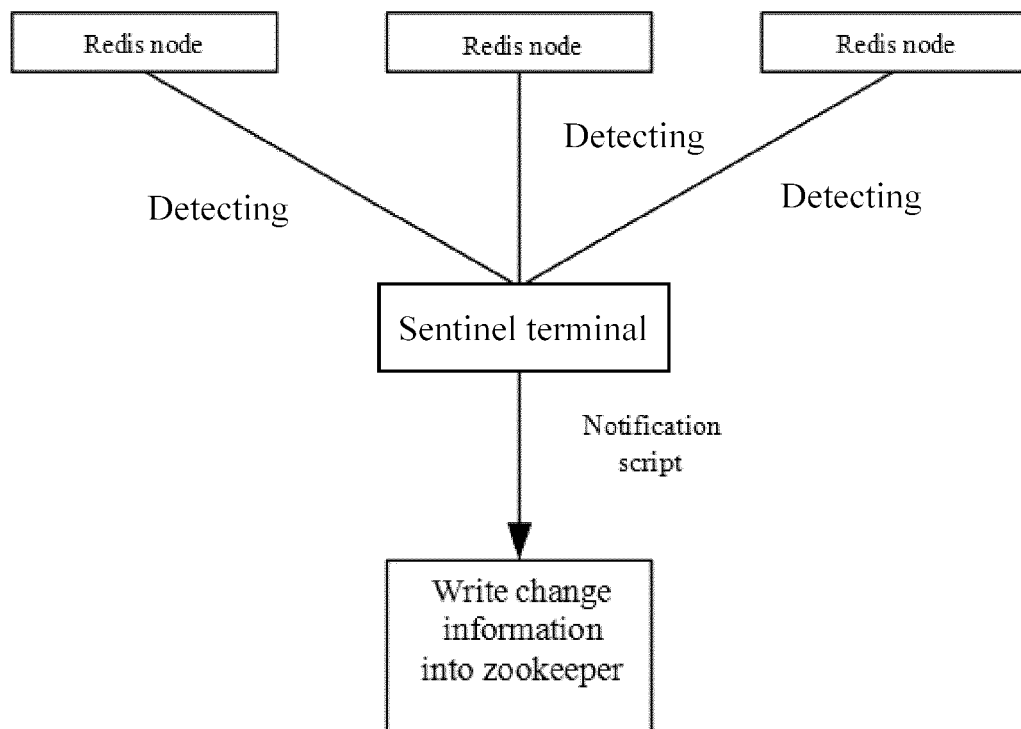 Redis node
Redis node
Redis node
Detecting
Detecting
Detecting
Sentinel terminal
Notification
script
Write change
information
into zookeeper